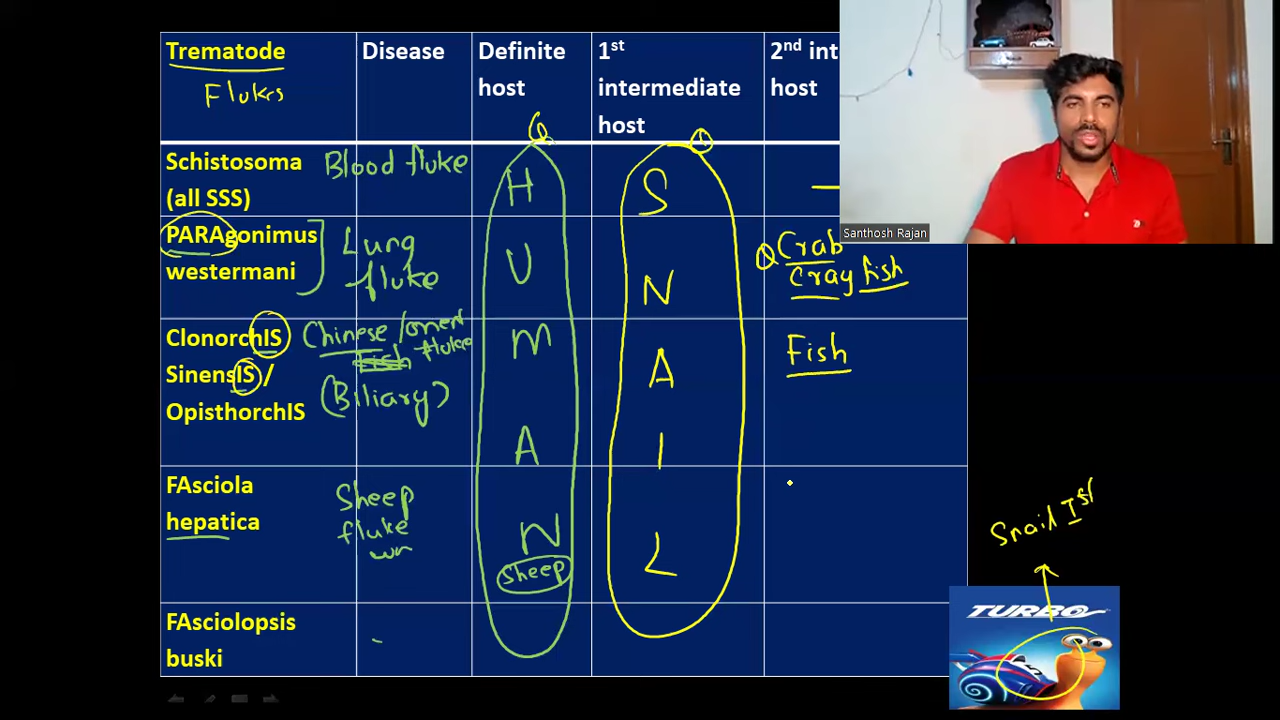 Trematode
Flukes
Disease
Definite
host
1st
intermediate
host
2nd int
host
Schistosoma
(all SSS)
Blood fluke
PARAgonimus
westermani
Lung
fluke
Crab
Cray fish
ClonorchIS
SinensIS /
OpisthorchIS
Chinese /orient
fish fluke
(Biliary)
Fish
FAsciola
hepatica
Sheep
fluke
FAsciolopsis
buski
H
U
M
A
N
Sheep
S
N
A
I
L
Santhosh Rajan
Snail Ist
TURBO